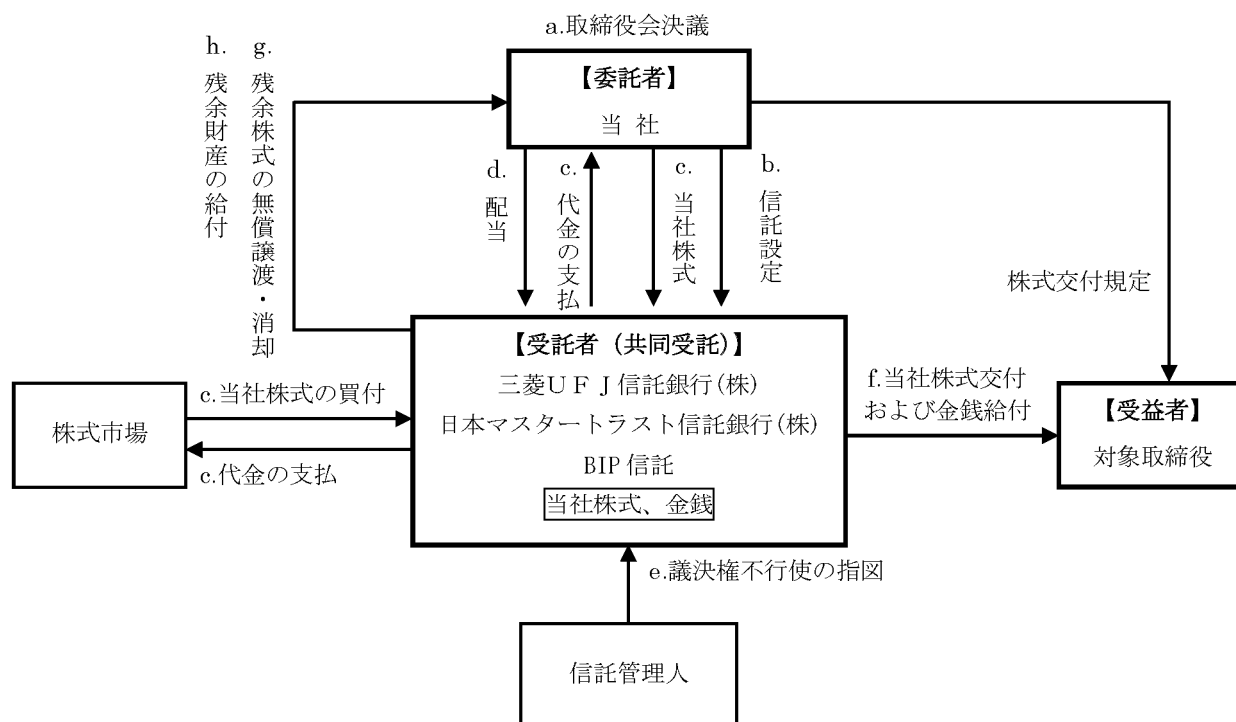 a.取締役会決議
h.
残余財産の給付
g.
残余株式の無償譲渡・消却
【委託者】
当 社
d.
配当
c.
代金の支払
c.
当社株式
b.
信託設定
株式交付規定
【受託者（共同受託）】
三菱ＵＦＪ信託銀行(株)
日本マスタートラスト信託銀行(株)
BIP信託
当社株式、金銭
株式市場
c.当社株式の買付
c.代金の支払
f.当社株式交付
および金銭給付
【受益者】
対象取締役
e.議決権不行使の指図
信託管理人